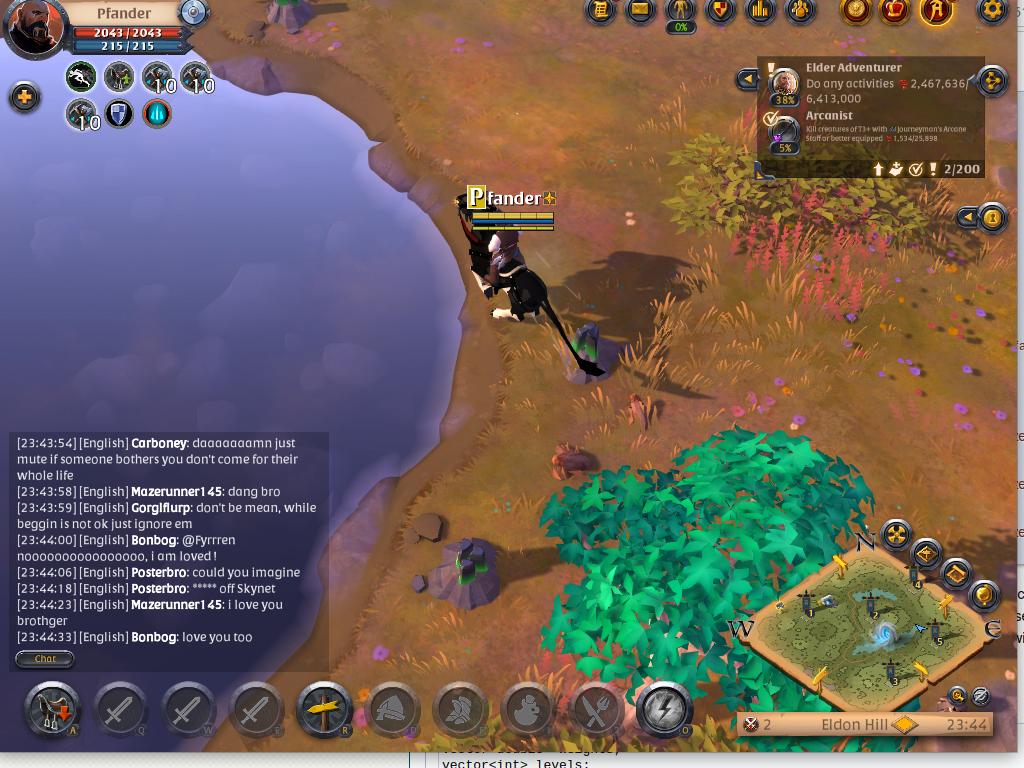 Pfander
2043 / 2043
215 / 215
10
10
10
0%
Elder Adventurer
Do any activities 2,467,636/
6,413,000
38%
Arcanist
Kill creatures of T3+ with Journeyman's Arcane
Staff or better equipped 1,534/25,898
5%
2/200
Pfander
[23:43:54] [English] Carboney: daaaaaaamn just
mute if someone bothers you don't come for their
whole life
[23:43:58] [English] Mazerunner145: dang bro
[23:43:59] [English] Gorglflurp: don't be mean, while
beggin is not ok just ignore em
[23:44:00] [English] Bonbog: @Fyrrren
nooooooooooooooo, i am loved !
[23:44:06] [English] Posterbro: could you imagine
[23:44:18] [English] Posterbro: ***** off Skynet
[23:44:23] [English] Mazerunner145: i love you
brothger
[23:44:33] [English] Bonbog: love you too
Chat
A Q W E R D F O
N
W
E
1
2
3
4
5
2 Eldon Hill 23:44
vector<int> levels;